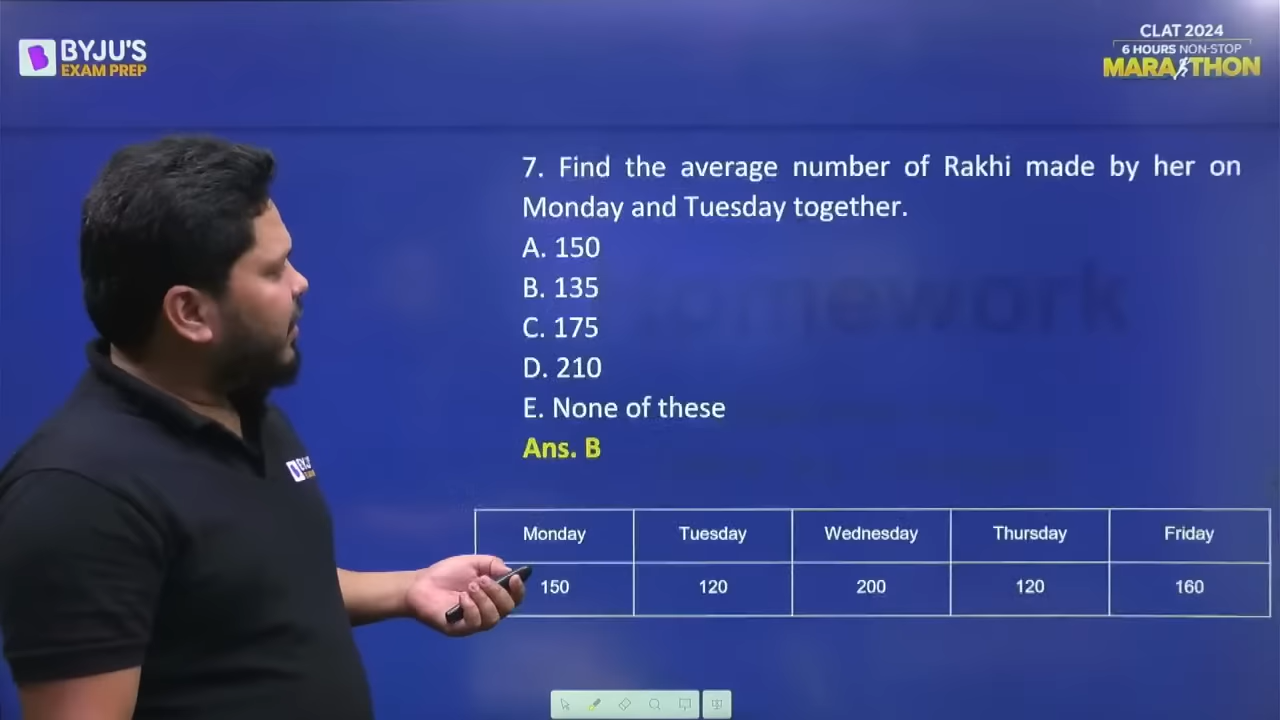 BYJU'S
EXAM PREP
CLAT 2024
6 HOURS NON-STOP
MARATHON
7. Find the average number of Rakhi made by her on
Monday and Tuesday together.
A. 150
B. 135
C. 175
D. 210
E. None of these
Ans. B
Monday Tuesday Wednesday Thursday Friday
150 120 200 120 160